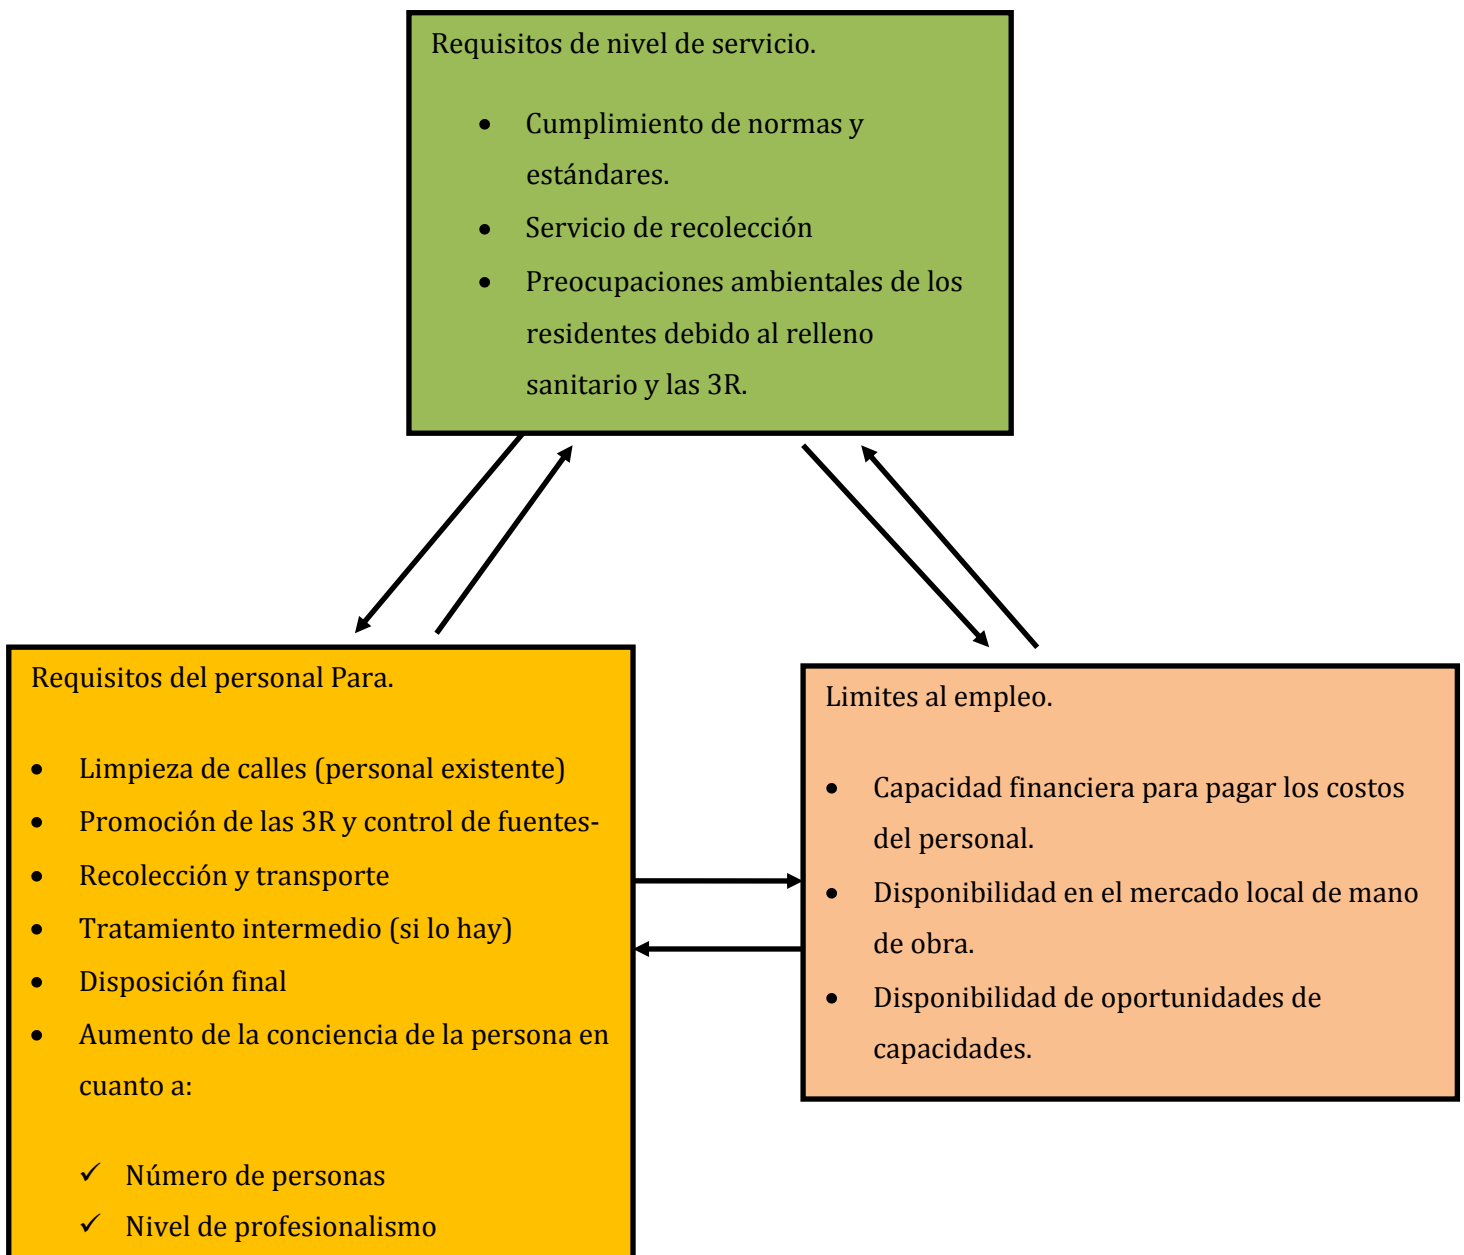 Requisitos de nivel de servicio.
• Cumplimiento de normas y
estándares.
• Servicio de recolección
• Preocupaciones ambientales de los
residentes debido al relleno
sanitario y las 3R.
Requisitos del personal Para.
• Limpieza de calles (personal existente)
• Promoción de las 3R y control de fuentes-
• Recolección y transporte
• Tratamiento intermedio (si lo hay)
• Disposición final
• Aumento de la conciencia de la persona en
cuanto a:
✓ Número de personas
✓ Nivel de profesionalismo
Limites al empleo.
• Capacidad financiera para pagar los costos
del personal.
• Disponibilidad en el mercado local de mano
de obra.
• Disponibilidad de oportunidades de
capacidades.